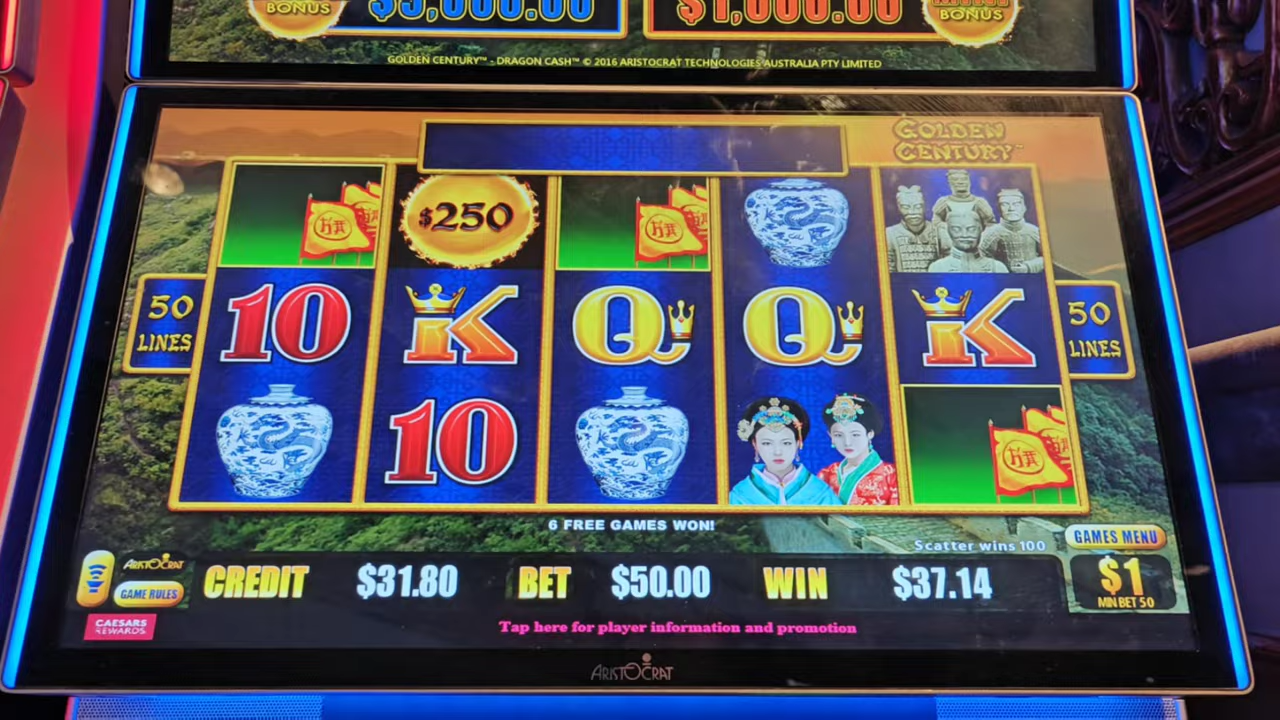 BONUS
$5,000.00
$1,000.00
BONUS
GOLDEN CENTURY™ - DRAGON CASH™ © 2016 ARISTOCRAT TECHNOLOGIES AUSTRALIA PTY LIMITED
GOLDEN
CENTURY™
$250
50
LINES
10
K
Q
Q
K
50
LINES
10
6 FREE GAMES WON!
Scatter wins 100
GAMES MENU
ARISTOCRAT
GAME RULES
CREDIT
$31.80
BET
$50.00
WIN
$37.14
$1
MIN BET 50
CAESARS
REWARDS
Tap here for player information and promotion
ARISTOCRAT